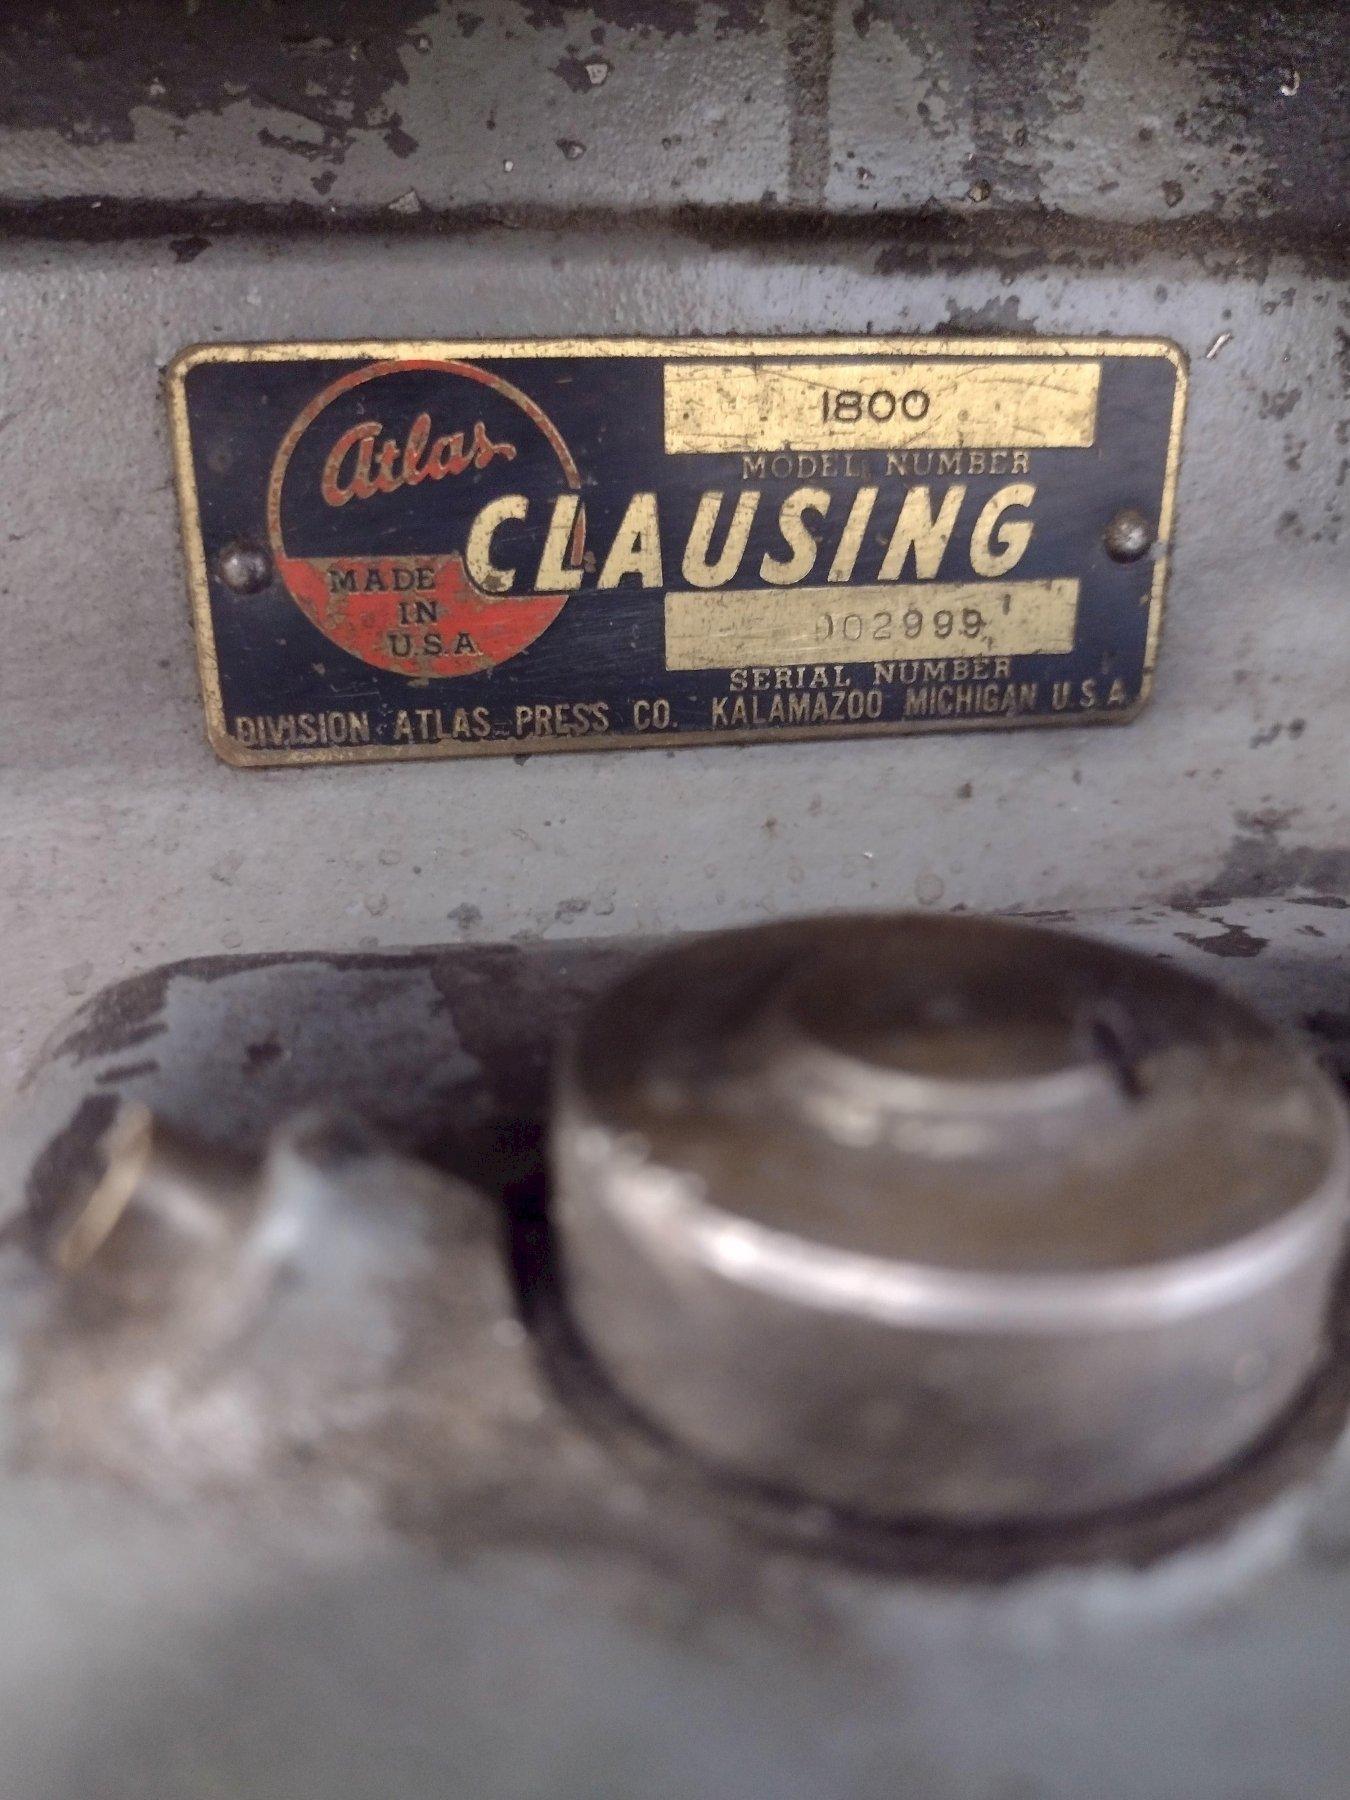 1800
MODEL NUMBER
Atlas
CLAUSING
MADE
IN
U.S.A.
002999
SERIAL NUMBER
DIVISION ATLAS PRESS CO. KALAMAZOO MICHIGAN U.S.A.